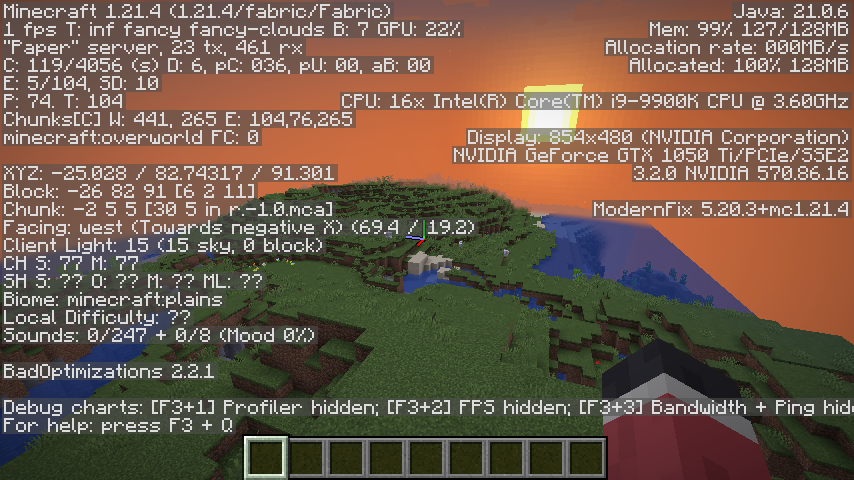 Minecraft 1.21.4 (1.21.4/fabric/Fabric)
1 fps T: inf fancy fancy-clouds B: 7 GPU: 22%
"Paper" server, 23 tx, 461 rx
C: 119/4056 (s) D: 6, pC: 036, pU: 00, aB: 00
E: 5/104, SD: 10
P: 74. T: 104
Chunks[C] W: 441, 265 E: 104,76,265
minecraft:overworld FC: 0
XYZ: -25.028 / 82.74317 / 91.301
Block: -26 82 91 [6 2 11]
Chunk: -2 5 5 [30 5 in r.-1.0.mca]
Facing: west (Towards negative X) (69.4 / 19.2)
Client Light: 15 (15 sky, 0 block)
CH S: ?? M: ??
SH S: ?? O: ?? M: ?? ML: ??
Biome: minecraft:plains
Local Difficulty: ??
Sounds: 0/247 + 0/8 (Mood 0%)
BadOptimizations 2.2.1
Debug charts: [F3+1] Profiler hidden; [F3+2] FPS hidden; [F3+3] Bandwidth + Ping hid
For help: press F3 + Q
Java: 21.0.6
Mem: 99% 127/128MB
Allocation rate: 000MB/s
Allocated: 100% 128MB
CPU: 16x Intel(R) Core(TM) i9-9900K CPU @ 3.60GHz
Display: 854x480 (NVIDIA Corporation)
NVIDIA GeForce GTX 1050 Ti/PCIe/SSE2
3.2.0 NVIDIA 570.86.16
ModernFix 5.20.3+mc1.21.4